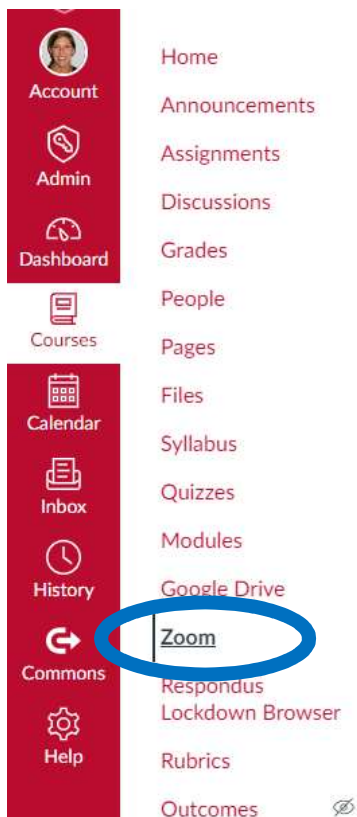 Account
Admin
Dashboard
Courses
Calendar
Inbox
History
Commons
Help
Home
Announcements
Assignments
Discussions
Grades
People
Pages
Files
Syllabus
Quizzes
Modules
Google Drive
Zoom
Respondus
Lockdown Browser
Rubrics
Outcomes